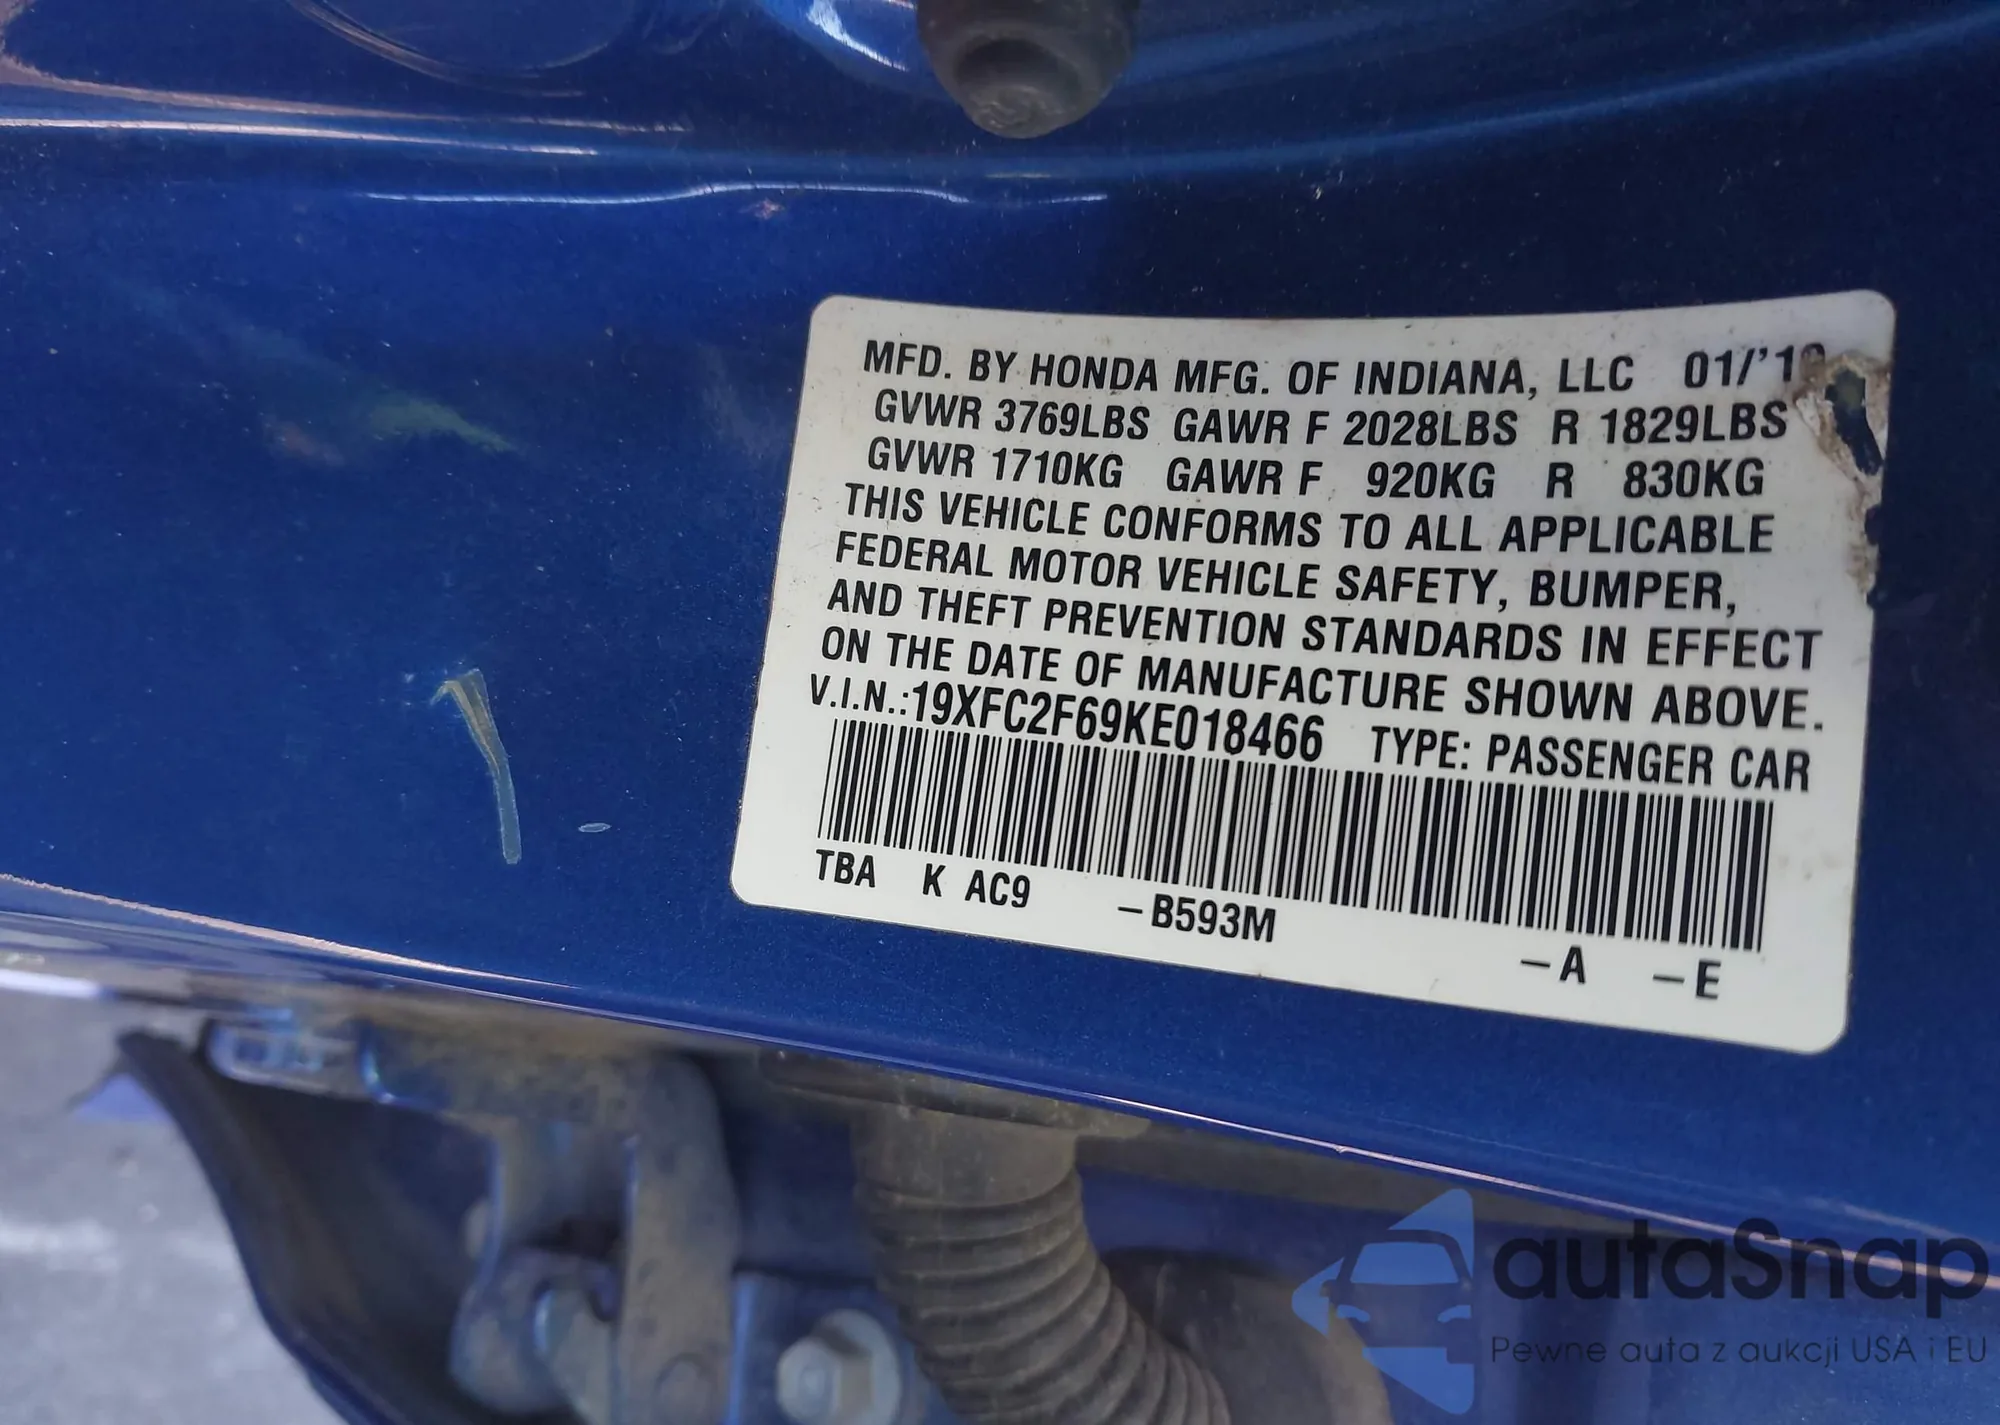 MFD. BY HONDA MFG. OF INDIANA, LLC 01/'19
GVWR 3769LBS GAWR F 2028LBS R 1829LBS
GVWR 1710KG GAWR F 920KG R 830KG
THIS VEHICLE CONFORMS TO ALL APPLICABLE
FEDERAL MOTOR VEHICLE SAFETY, BUMPER,
AND THEFT PREVENTION STANDARDS IN EFFECT
ON THE DATE OF MANUFACTURE SHOWN ABOVE.
V.I.N.:19XFC2F69KE018466 TYPE: PASSENGER CAR
TBA K AC9 –B593M –A –E
autaSnap
Pewne auta z aukcji USA i EU